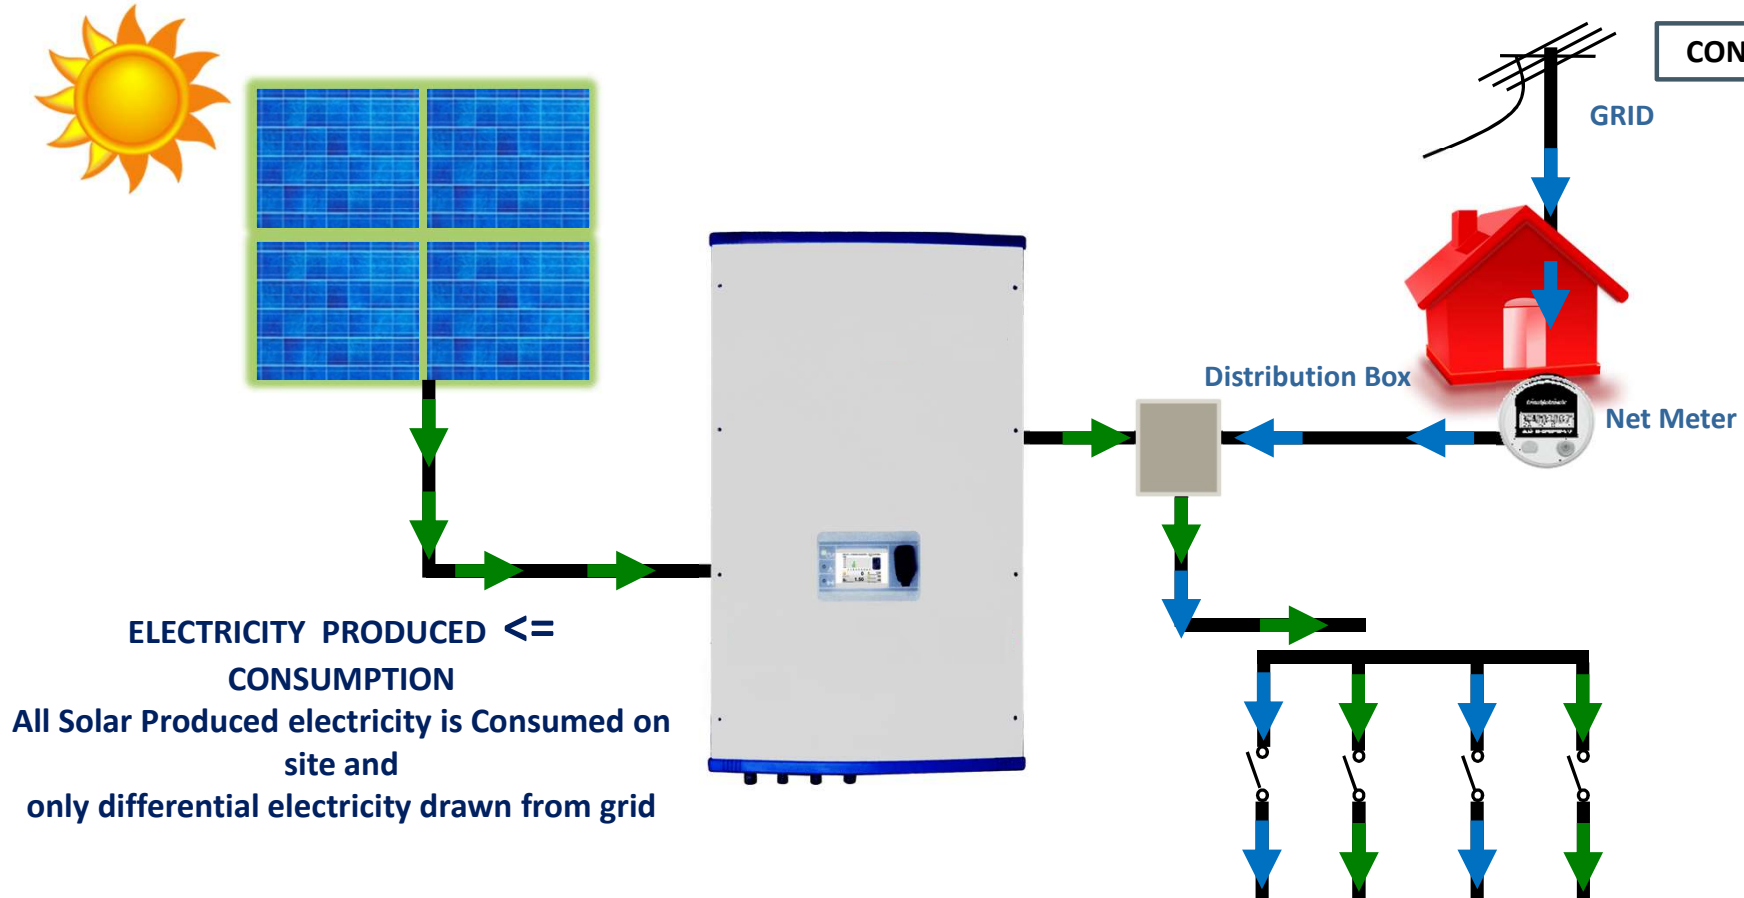 CON
GRID
Distribution Box
Net Meter
ELECTRICITY PRODUCED <=
CONSUMPTION
All Solar Produced electricity is Consumed on
site and
only differential electricity drawn from grid